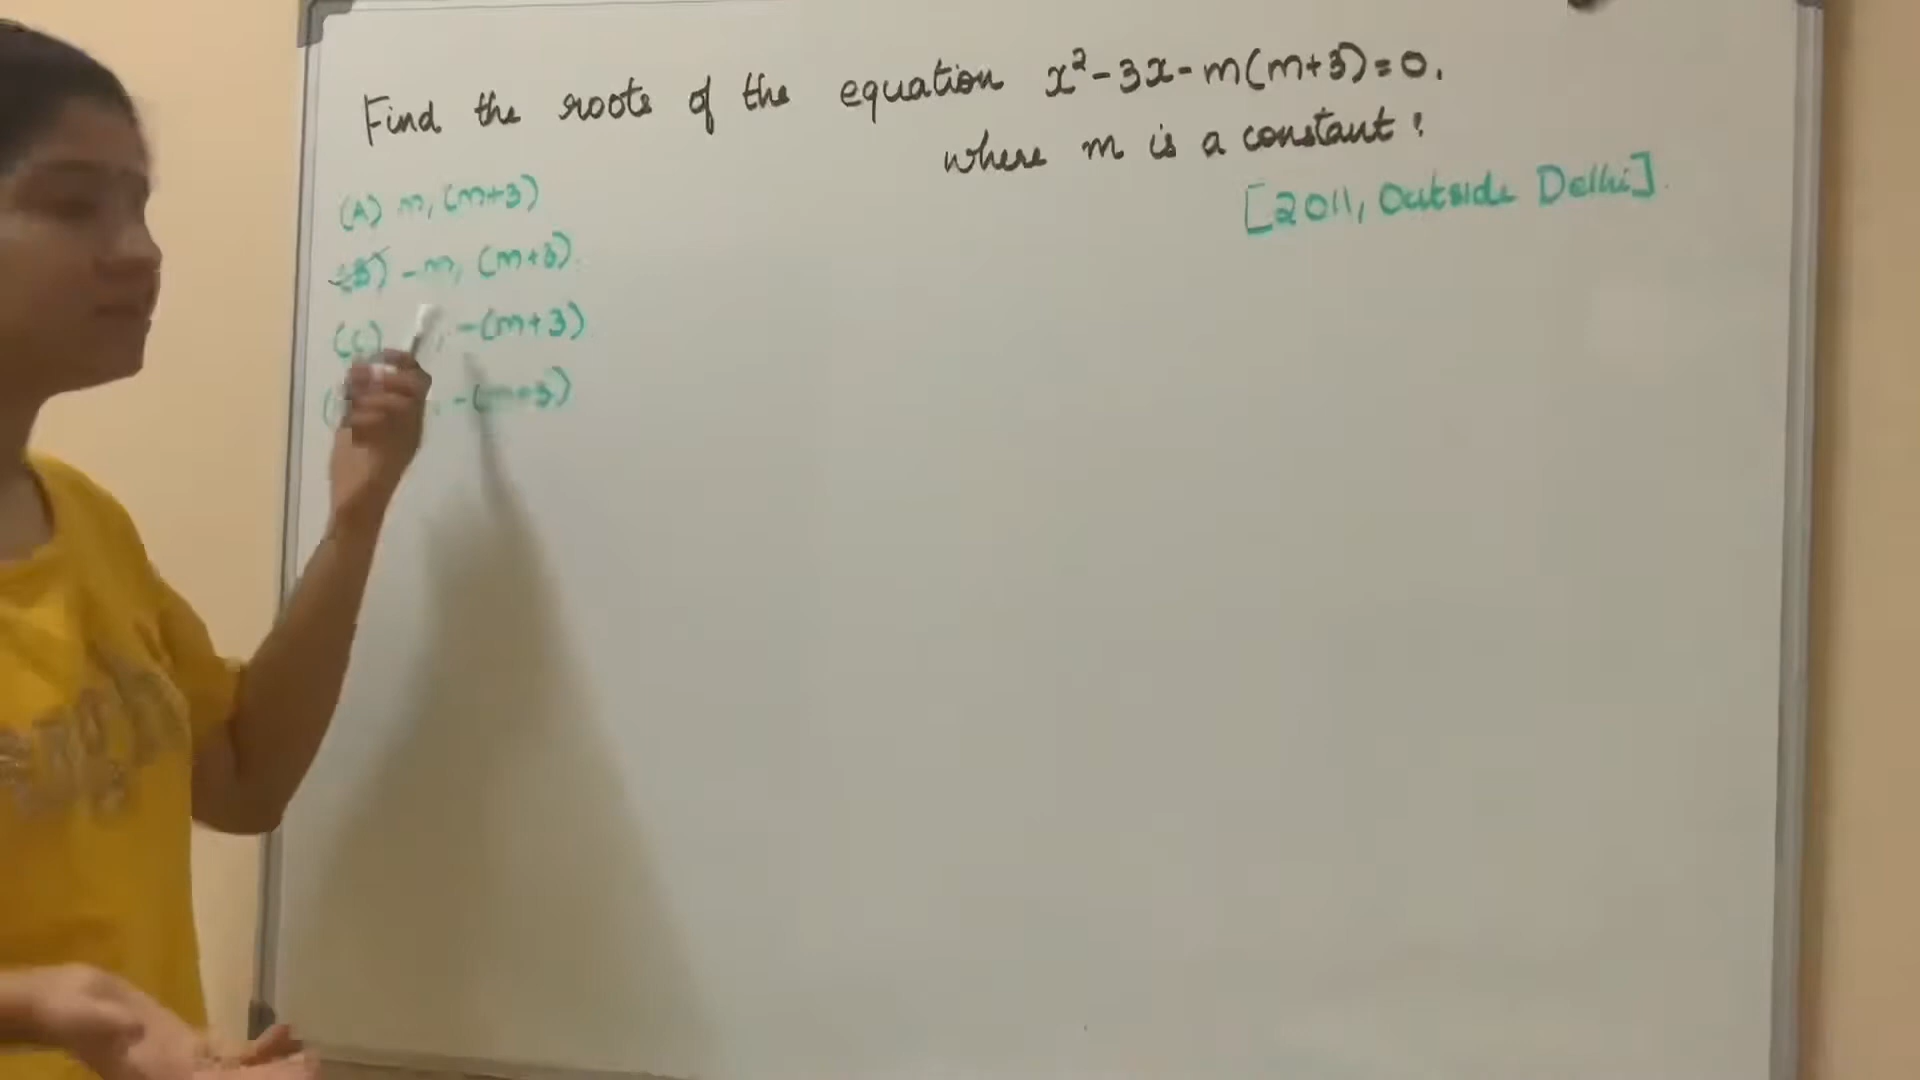 Find the roots of the equation x²-3x-m(m+3)=0.
where m is a constant!
[2011, Outside Delhi].
(A) m, (m+3)
(B) -m, (m+3).
(C) , -(m+3)
( , -(m+3)